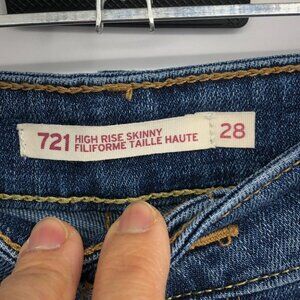 721 HIGH RISE SKINNY 28
FILIFORME TAILLE HAUTE